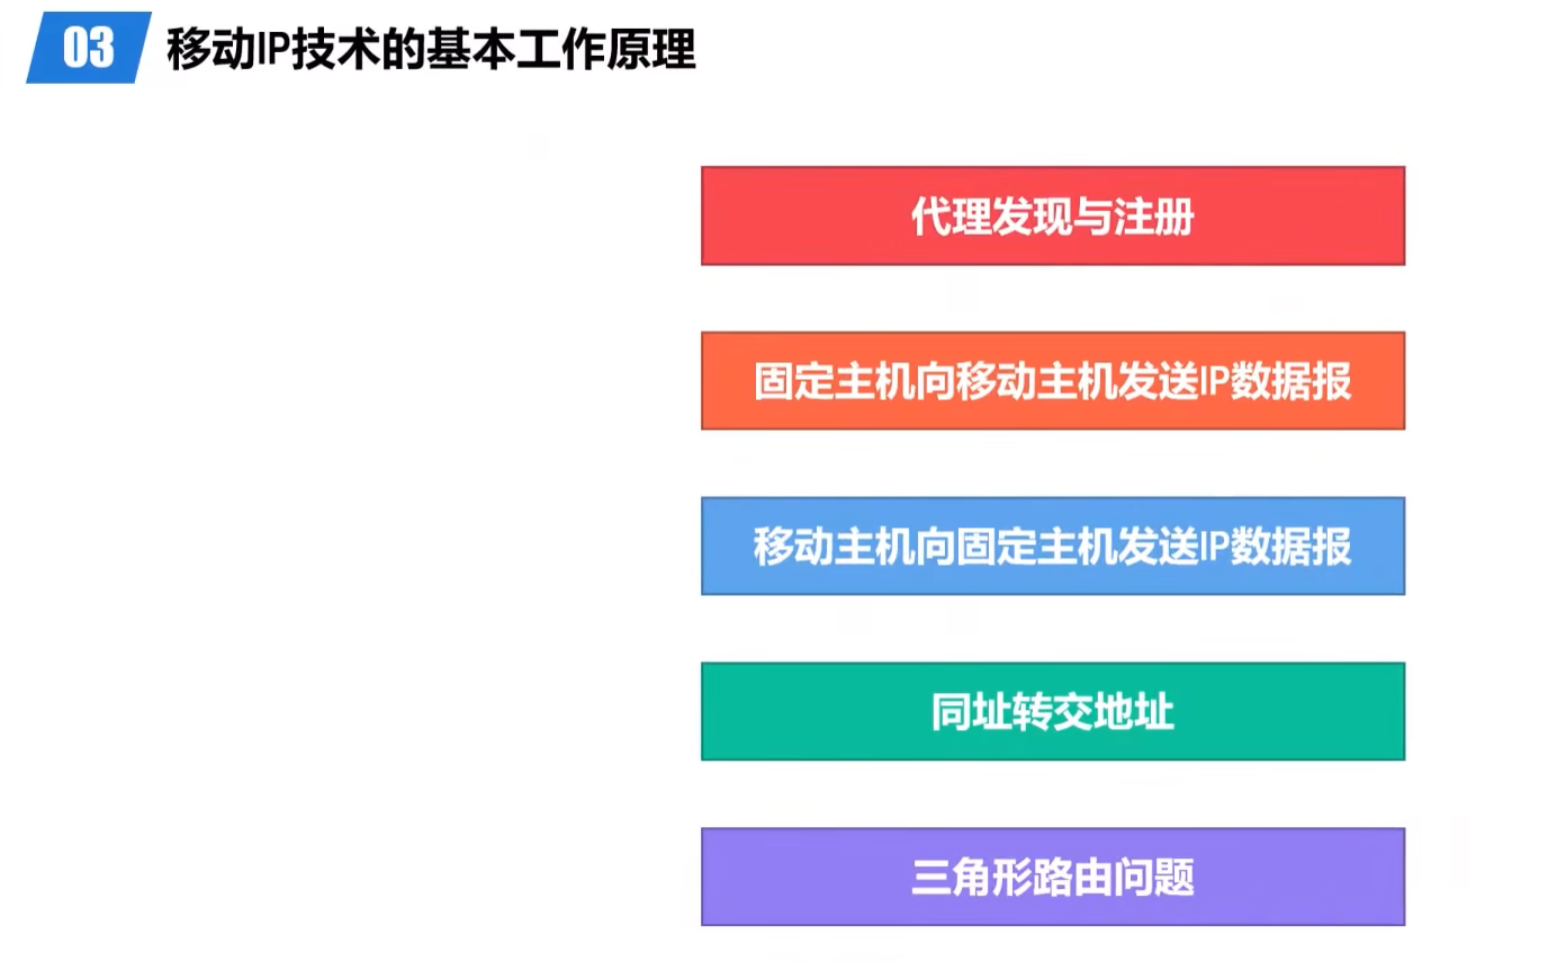 03 移动IP技术的基本工作原理
代理发现与注册
固定主机向移动主机发送IP数据报
移动主机向固定主机发送IP数据报
同址转交地址
三角形路由问题